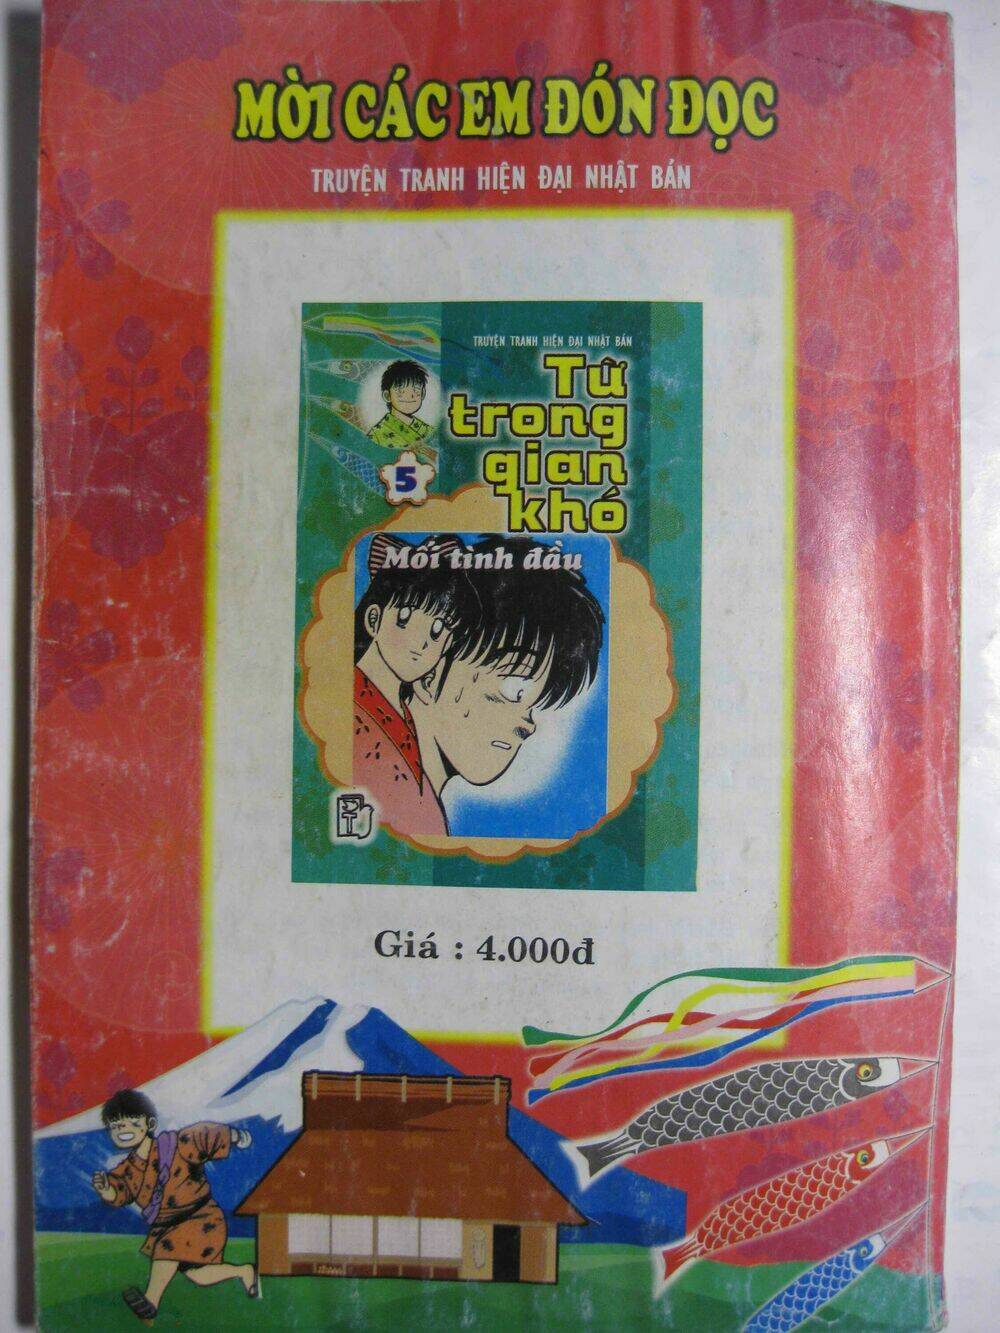 MỜI CÁC EM ĐÓN ĐỌC
TRUYỆN TRANH HIỆN ĐẠI NHẬT BẢN
TRUYỆN TRANH HIỆN ĐẠI NHẬT BẢN
Từ
trong
gian
khó
5
Mối tình đầu
Giá : 4.000đ